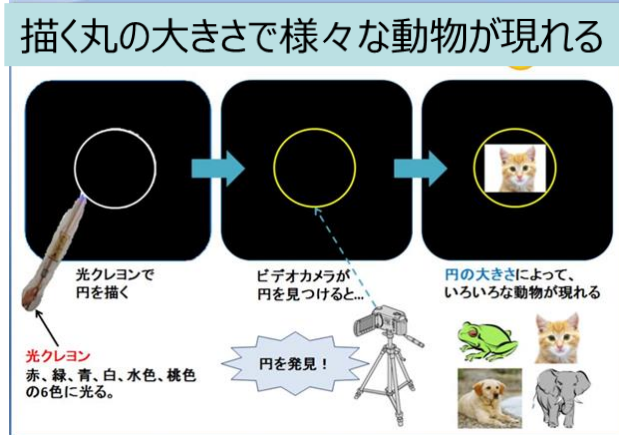 描く丸の大きさで様々な動物が現れる
光クレヨンで
円を描く
ビデオカメラが
円を見つけると...
円の大きさによって、
いろいろな動物が現れる
光クレヨン
赤、緑、青、白、水色、桃色
の6色に光る。
円を発見！